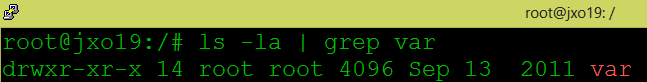 root@jxo19: /
root@jxo19:/# ls -la | grep var
drwxr-xr-x 14 root root 4096 Sep 13  2011 var